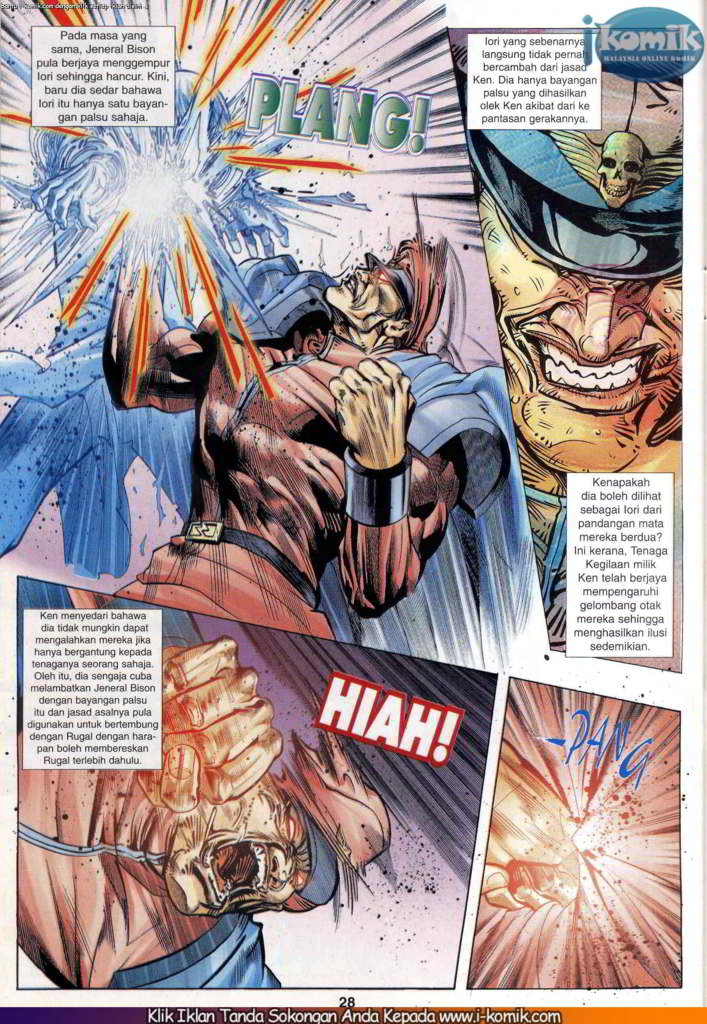 Pada masa yang
sama, Jeneral Bison
pula berjaya menggempur
Iori sehingga hancur. Kini,
baru dia sedar bahawa
Iori itu hanya satu bayan-
gan palsu sahaja.
PLANG!
Iori yang sebenarnya
langsung tidak pernah
bercambah dari jasad
Ken. Dia hanya bayangan
palsu yang dihasilkan
olek Ken akibat dari ke
pantasan gerakannya.
i komik
MALAYSIA ONLINE KOMIK
Kenapakah
dia boleh dilihat
sebagai Iori dari
pandangan mata
mereka berdua?
Ini kerana, Tenaga
Kegilaan milik
Ken telah berjaya
mempengaruhi
gelombang otak
mereka sehingga
menghasilkan ilusi
sedemikian.
Ken menyedari bahawa
dia tidak mungkin dapat
mengalahkan mereka jika
hanya bergantung kepada
tenaganya seorang sahaja.
Oleh itu, dia sengaja cuba
melambatkan Jeneral Bison
dengan bayangan palsu
itu dan jasad asalnya pula
digunakan untuk bertembung
dengan Rugal dengan hara-
pan boleh membereskan
Rugal terlebih dahulu.
HIAH!
-PANG
28
Klik Iklan Tanda Sokongan Anda Kepada www.i-komik.com